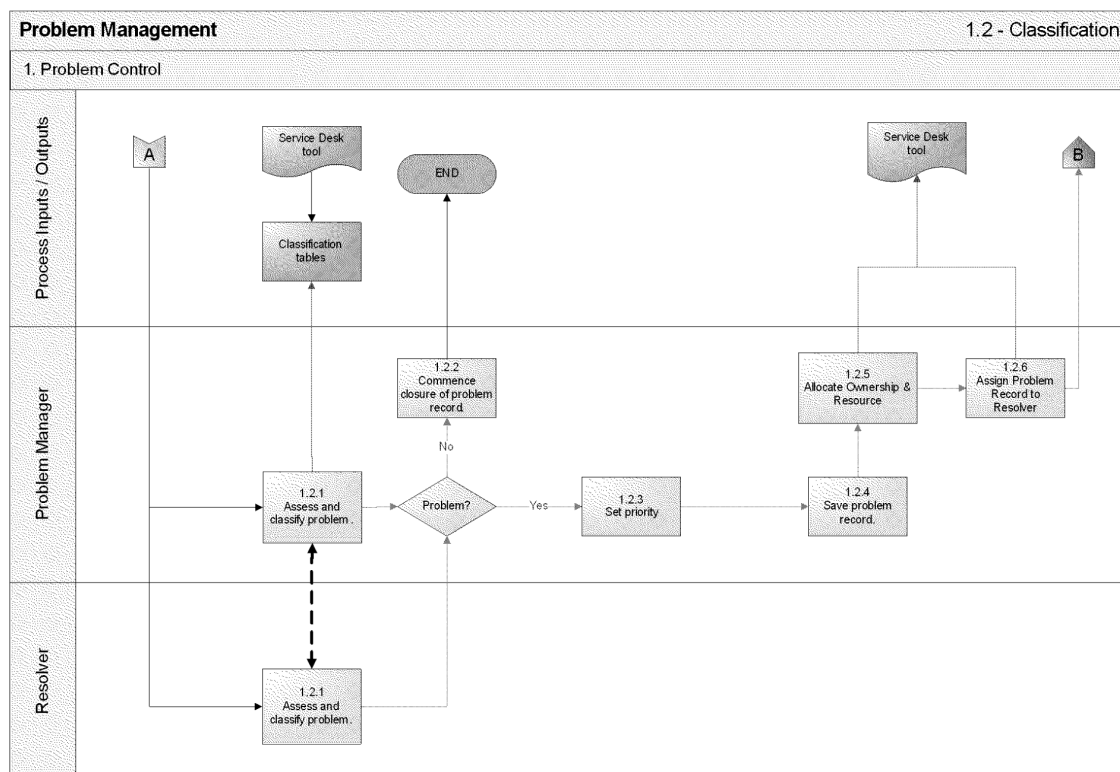 Problem Management
1.2 - Classification
1. Problem Control
Process Inputs / Outputs
A
Service Desk
tool
END
Classification
tables
Service Desk
tool
B
Problem Manager
1.2.2
Commence
closure of problem
record.
No
1.2.1
Assess and
classify problem.
Problem?
Yes
1.2.3
Set priority
1.2.4
Save problem
record.
1.2.5
Allocate Ownership &
Resource
1.2.6
Assign Problem
Record to
Resolver
Resolver
1.2.1
Assess and
classify problem.